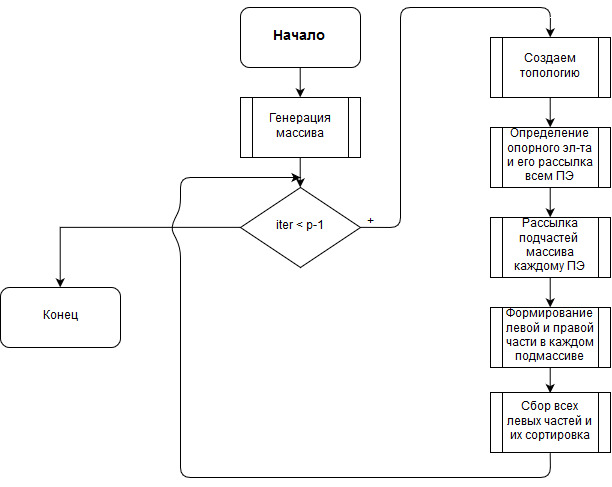 Начало
Генерация
массива
iter < p-1
+
Конец
Создаем
топологию
Определение
опорного эл-та
и его рассылка
всем ПЭ
Рассылка
подчастей
массива
каждому ПЭ
Формирование
левой и правой
части в каждом
подмассиве
Сбор всех
левых частей и
их сортировка